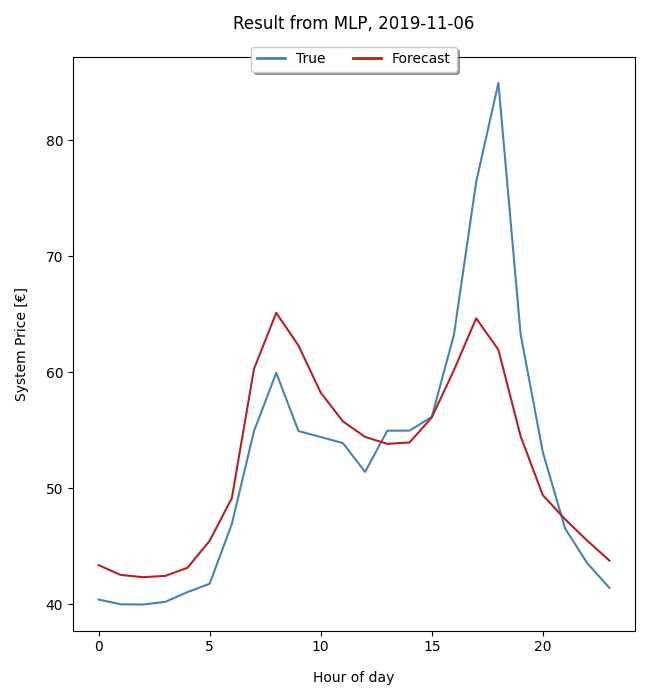 Result from MLP, 2019-11-06
True Forecast
80
70
60
50
40
System Price [€]
0 5 10 15 20
Hour of day